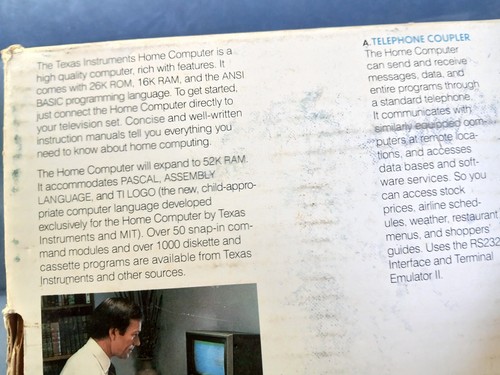 The Texas Instruments Home Computer is a
high quality computer, rich with features. It
comes with 26K ROM, 16K RAM, and the ANSI
BASIC programming language. To get started,
just connect the Home Computer directly to
your television set. Concise and well-written
instruction manuals tell you everything you
need to know about home computing.
The Home Computer will expand to 52K RAM.
It accommodates PASCAL, ASSEMBLY
LANGUAGE, and TI LOGO (the new, child-appro-
priate computer language developed
exclusively for the Home Computer by Texas
Instruments and MIT). Over 50 snap-in com-
mand modules and over 1000 diskette and
cassette programs are available from Texas
Instruments and other sources.
A. TELEPHONE COUPLER
The Home Computer
can send and receive
messages, data, and
entire programs through
a standard telephone.
It communicates with
similarly equipped com-
puters at remote loca-
tions, and accesses
data bases and soft-
ware services. So you
can access stock
prices, airline sched-
ules, weather, restaurant
menus, and shoppers'
guides. Uses the RS232
Interface and Terminal
Emulator II.